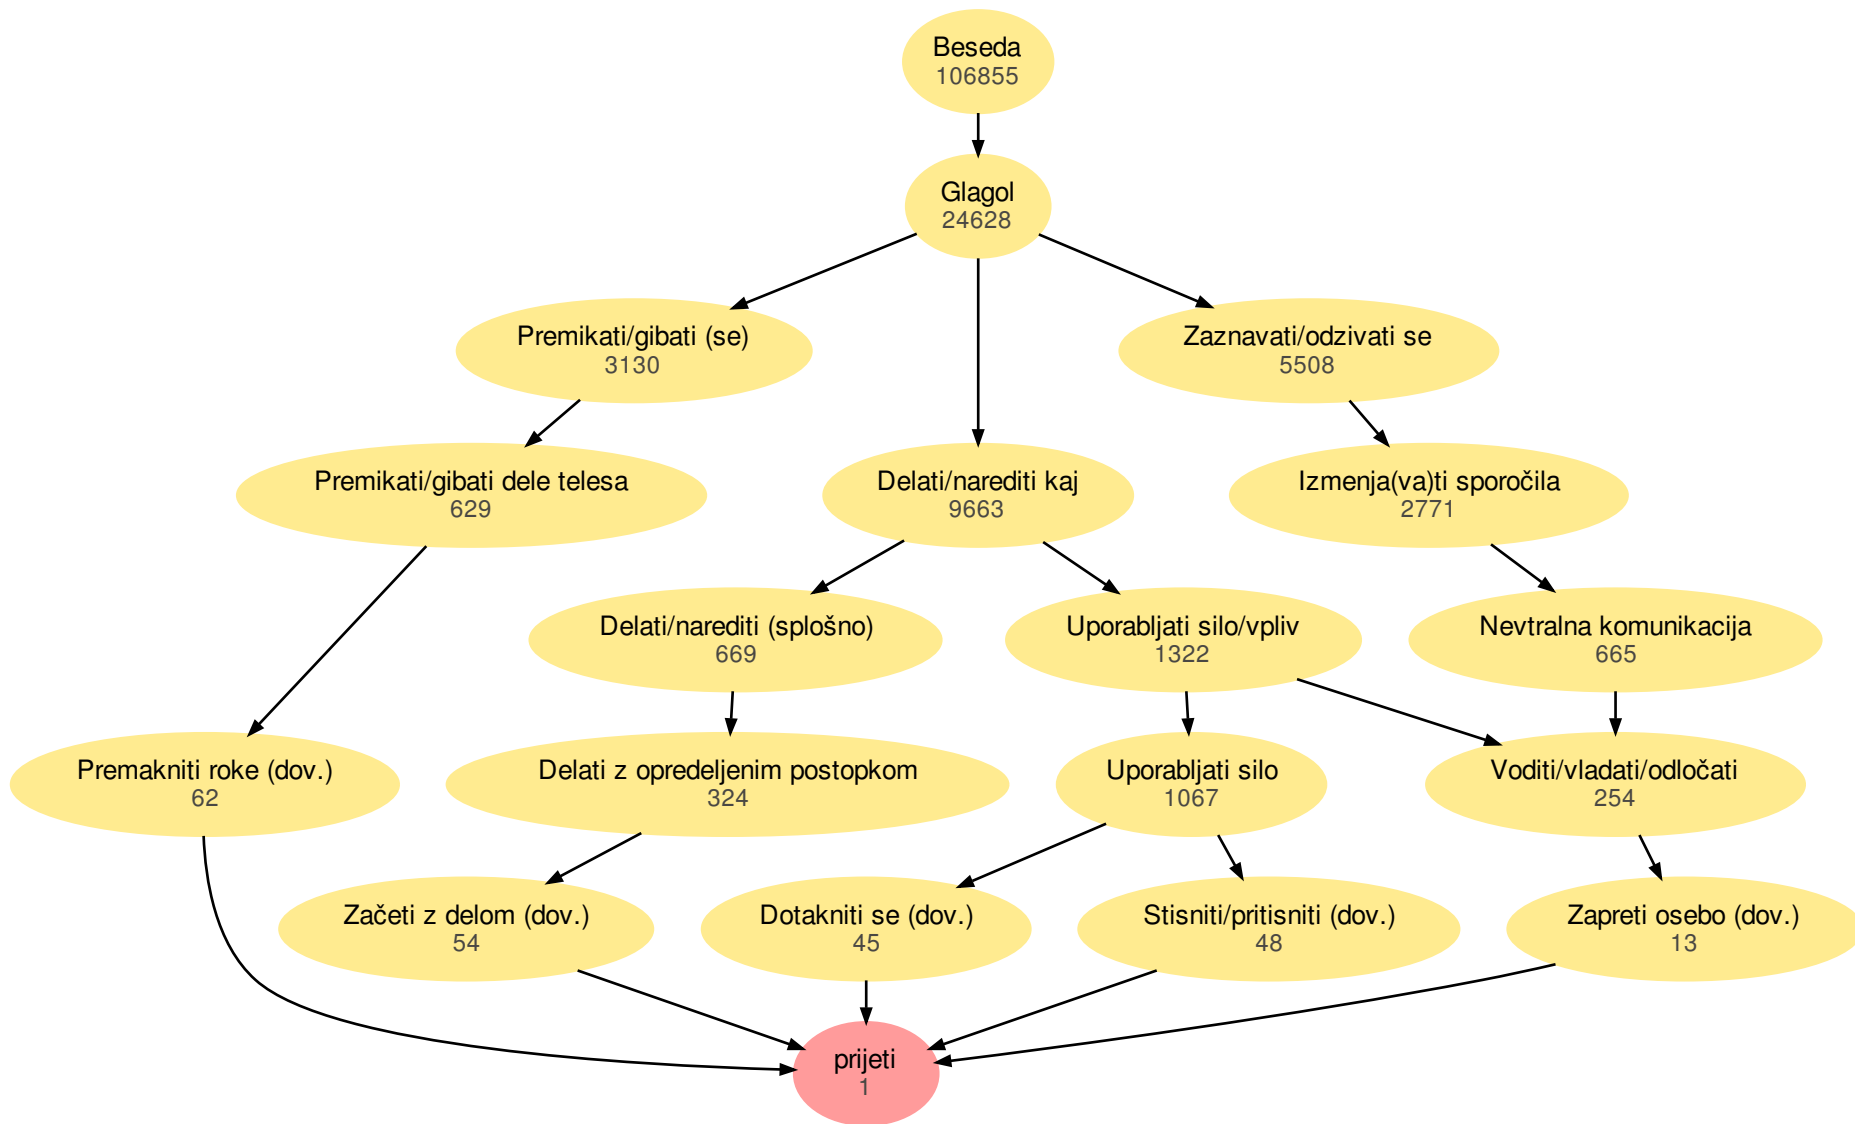 Beseda
106855
Glagol
24628
Premikati/gibati (se)
3130
Zaznavati/odzivati se
5508
Premikati/gibati dele telesa
629
Delati/narediti kaj
9663
Izmenja(va)ti sporočila
2771
Delati/narediti (splošno)
669
Uporabljati silo/vpliv
1322
Nevtralna komunikacija
665
Premakniti roke (dov.)
62
Delati z opredeljenim postopkom
324
Uporabljati silo
1067
Voditi/vladati/odločati
254
Začeti z delom (dov.)
54
Dotakniti se (dov.)
45
Stisniti/pritisniti (dov.)
48
Zapreti osebo (dov.)
13
prijeti
1